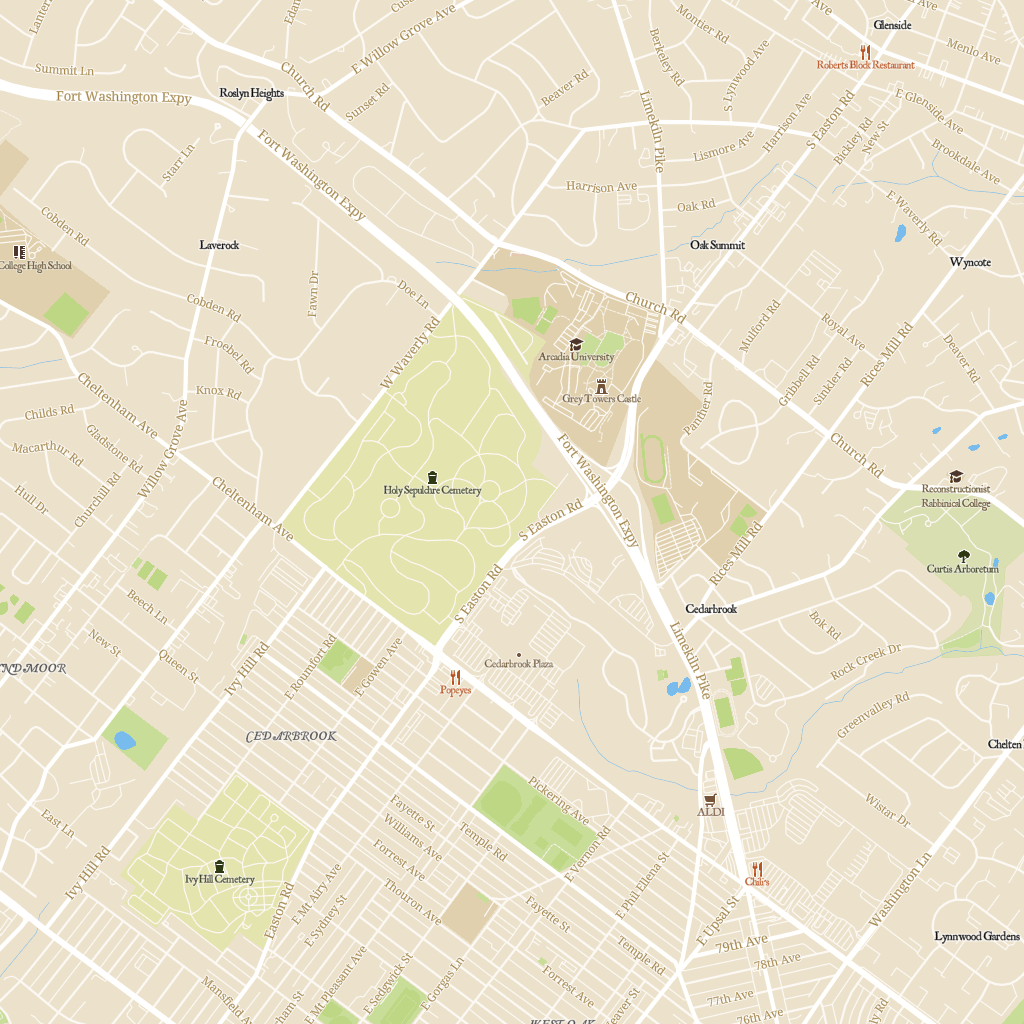 Glenside
Roberts Block Restaurant
Montier Rd
Menlo Ave
E Willow Grove Ave
Berkeley Rd
S Lynwood Ave
Summit Ln
Fort Washington Expy
Roslyn Heights
Church Rd
Sunset Rd
Beaver Rd
Limekiln Pike
Harrison Ave
S Easton Rd
E Glenside Ave
Bickley Rd
New St
Lismore Ave
Brookdale Ave
Starr Ln
Fort Washington Expy
Harrison Ave
Oak Rd
E Waverly Rd
Cobden Rd
Laverock
Oak Summit
Wyncote
College High School
Fawn Dr
Doe Ln
Cobden Rd
Church Rd
W Waverly Rd
Froebel Rd
Arcadia University
Mulford Rd
Royal Ave
Rices Mill Rd
Deaver Rd
Grey Towers Castle
Gribbell Rd
Sinkler Rd
Knox Rd
Cheltenham Ave
Childs Rd
Panther Rd
Gladstone Rd
Macarthur Rd
Willow Grove Ave
Church Rd
Churchill Rd
Hull Dr
Cheltenham Ave
Holy Sepulchre Cemetery
Fort Washington Expy
Reconstructionist
Rabbinical College
S Easton Rd
Rices Mill Rd
Curtis Arboretum
S Easton Rd
Beech Ln
Cedarbrook
Bok Rd
New St
Queen St
Ivy Hill Rd
E Roumfort Rd
E Gowen Ave
Limekiln Pike
Rock Creek Dr
Cedarbrook Plaza
Popeyes
Greenvalley Rd
CEDARBROOK
Pickering Ave
ALDI
Wistar Dr
East Ln
Fayette St
Williams Ave
Temple Rd
Forrest Ave
E Vernon Rd
Ivy Hill Rd
Ivy Hill Cemetery
Thouron Ave
E Phil Ellena St
Chili's
Washington Ln
Easton Rd
E Mt Airy Ave
E Sydney St
Fayette St
E Upsal St
79th Ave
Lynnwood Gardens
Temple Rd
78th Ave
E Mt Pleasant Ave
E Sedgwick St
E Gorgas Ln
Mansfield Ave
77th Ave
76th Ave